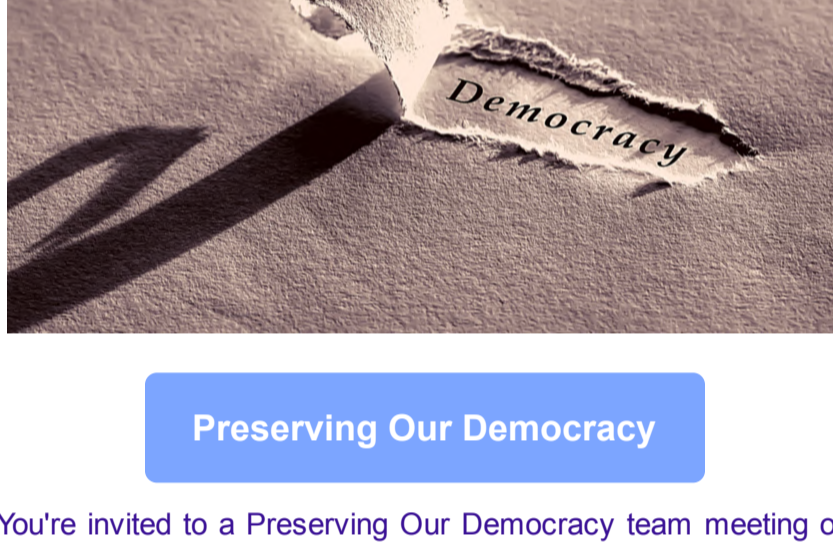 Democracy
Preserving Our Democracy
You're invited to a Preserving Our Democracy team meeting